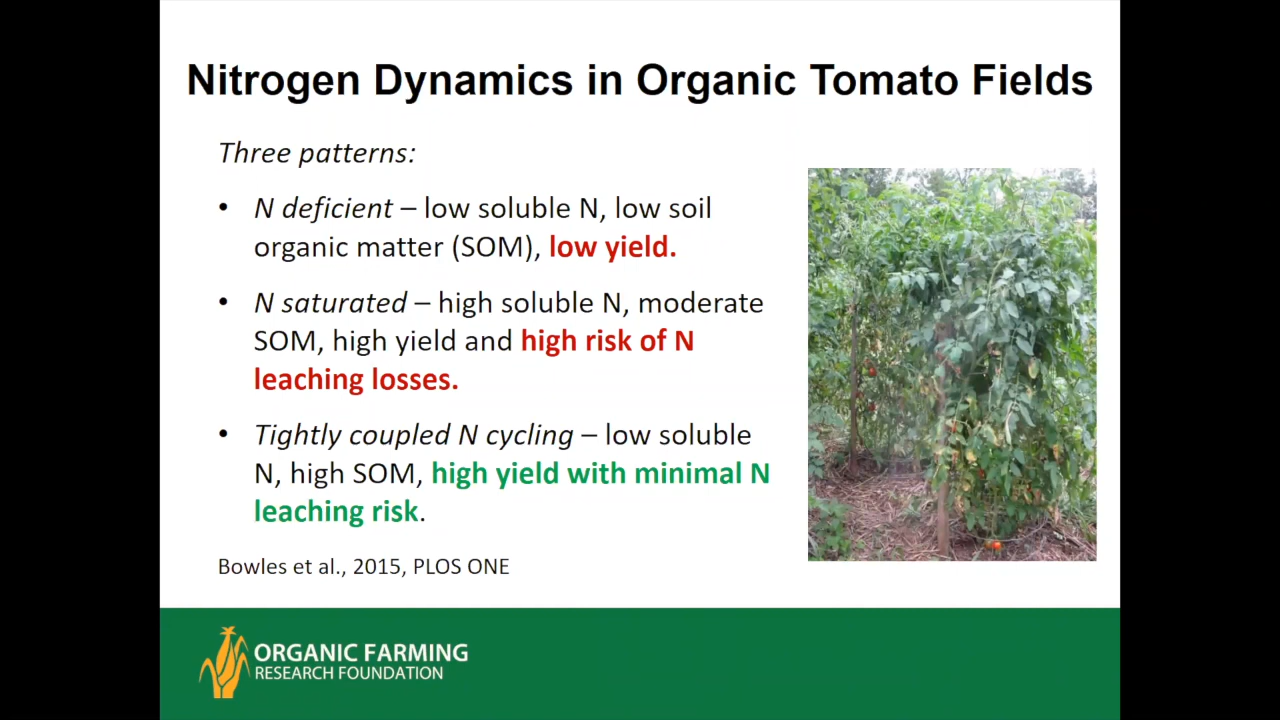 Nitrogen Dynamics in Organic Tomato Fields
Three patterns:
• N deficient – low soluble N, low soil
organic matter (SOM), low yield.
• N saturated – high soluble N, moderate
SOM, high yield and high risk of N
leaching losses.
• Tightly coupled N cycling – low soluble
N, high SOM, high yield with minimal N
leaching risk.
Bowles et al., 2015, PLOS ONE
ORGANIC FARMING
RESEARCH FOUNDATION